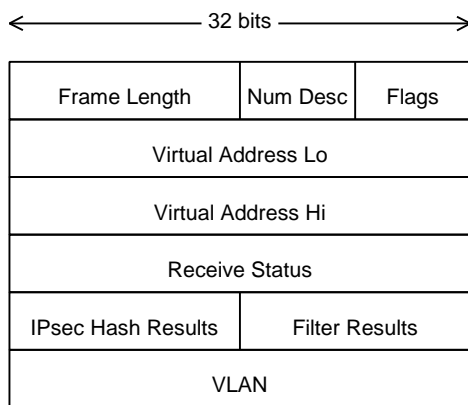 32 bits
Frame Length Num Desc Flags
Virtual Address Lo
Virtual Address Hi
Receive Status
IPsec Hash Results Filter Results
VLAN